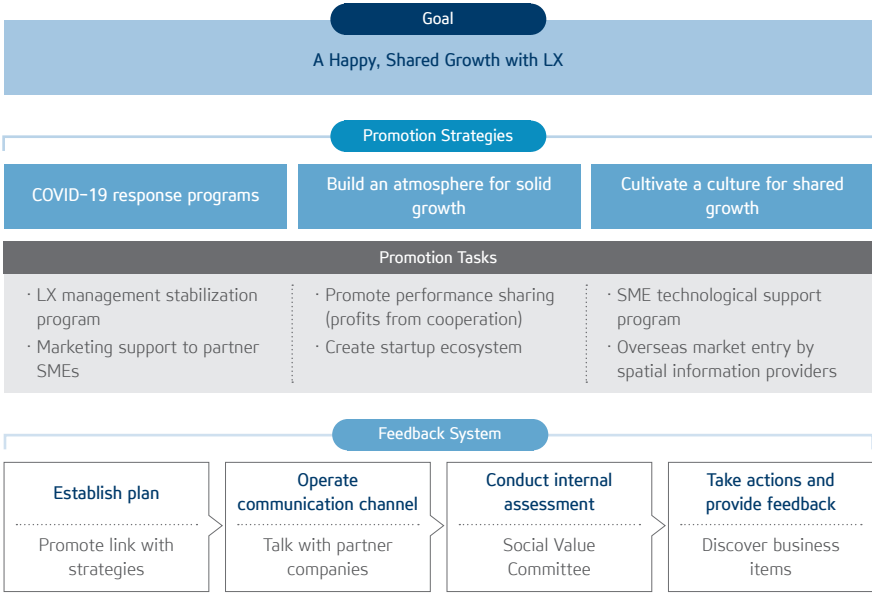 Goal
A Happy, Shared Growth with LX
Promotion Strategies
COVID-19 response programs
Build an atmosphere for solid
growth
Cultivate a culture for shared
growth
Promotion Tasks
· LX management stabilization
program
· Marketing support to partner
SMEs
· Promote performance sharing
(profits from cooperation)
· Create startup ecosystem
· SME technological support
program
· Overseas market entry by
spatial information providers
Feedback System
Establish plan
Promote link with
strategies
Operate
communication channel
Talk with partner
companies
Conduct internal
assessment
Social Value
Committee
Take actions and
provide feedback
Discover business
items